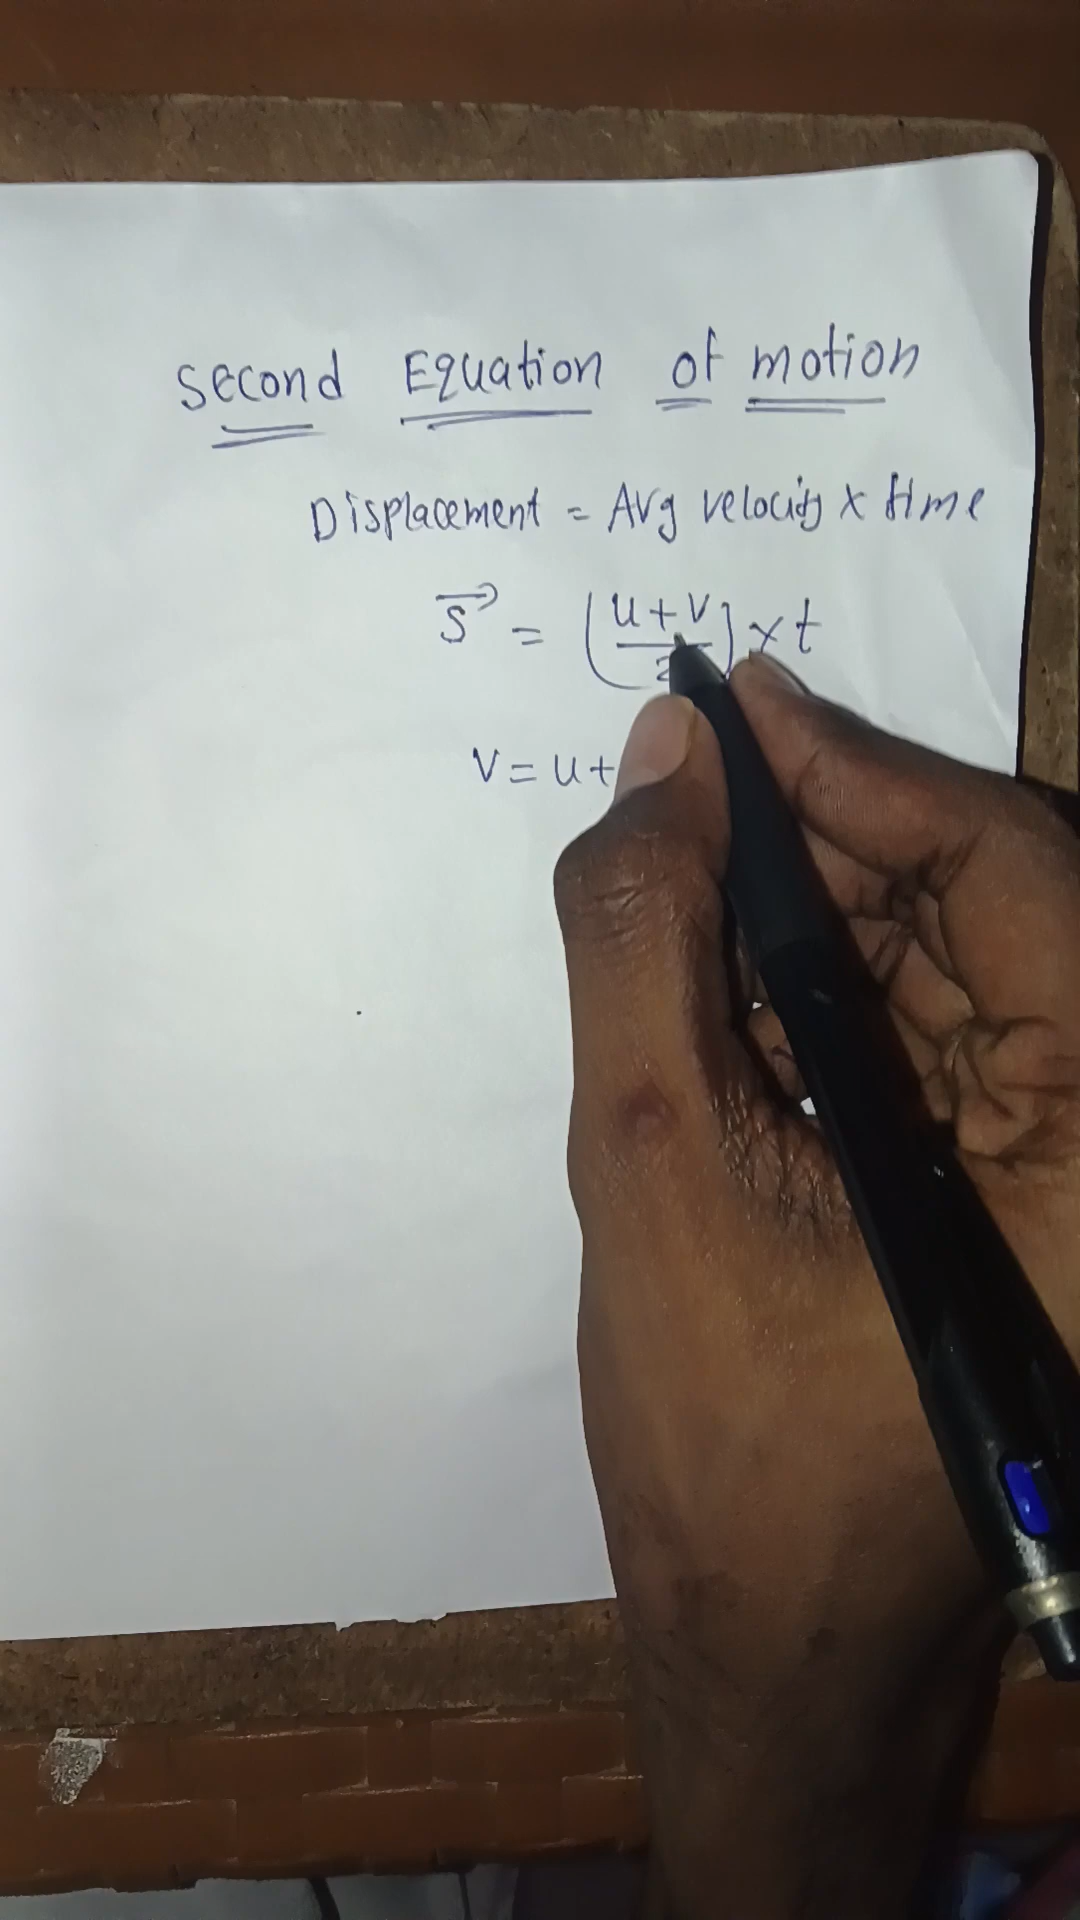 Second Equation of motion
Displacement = Avg velocity × time
S⃗ = (u+v/2) × t
v = u +